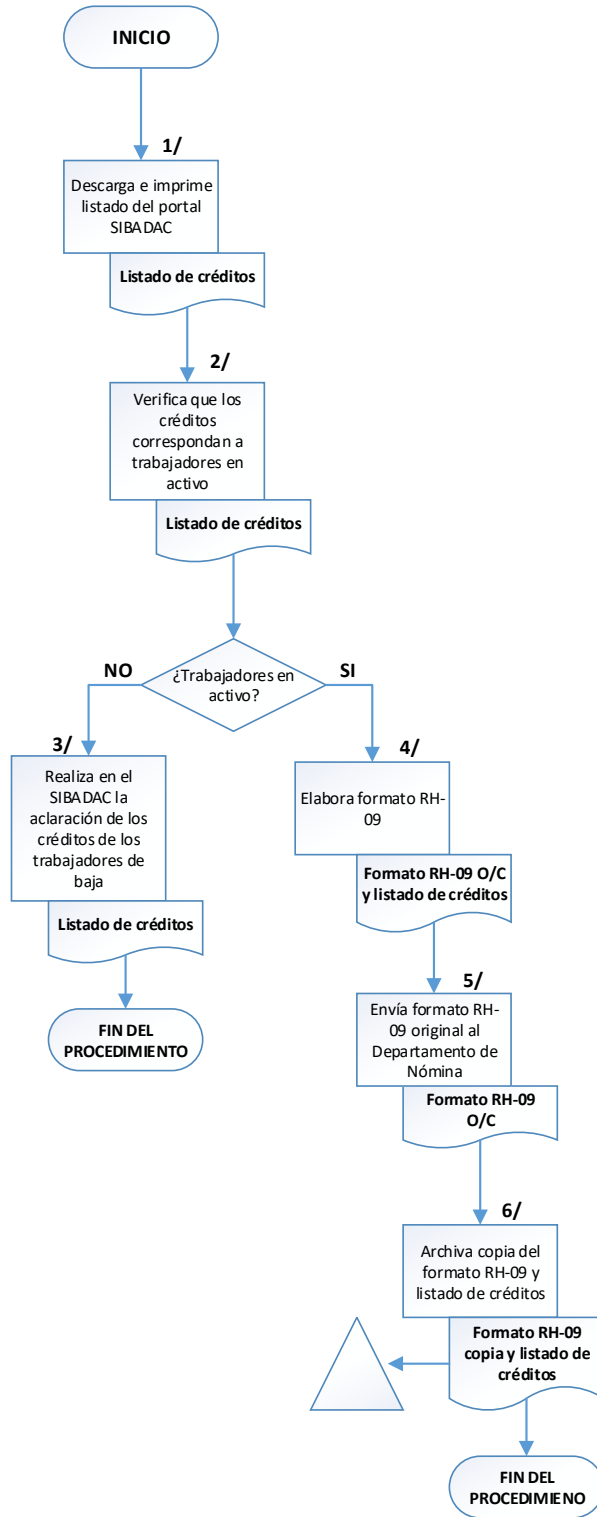 INICIO
1/
Descarga e imprime
listado del portal
SIBADAC
Listado de créditos
2/
Verifica que los
créditos
correspondan a
trabajadores en
activo
Listado de créditos
¿Trabajadores en
activo?
NO
SI
3/
Realiza en el
SIBADAC la
aclaración de los
créditos de los
trabajadores de
baja
Listado de créditos
FIN DEL
PROCEDIMIENTO
4/
Elabora formato RH-
09
Formato RH-09 O/C
y listado de créditos
5/
Envía formato RH-
09 original al
Departamento de
Nómina
Formato RH-09
O/C
6/
Archiva copia del
formato RH-09 y
listado de créditos
Formato RH-09
copia y listado de
créditos
FIN DEL
PROCEDIMIENO